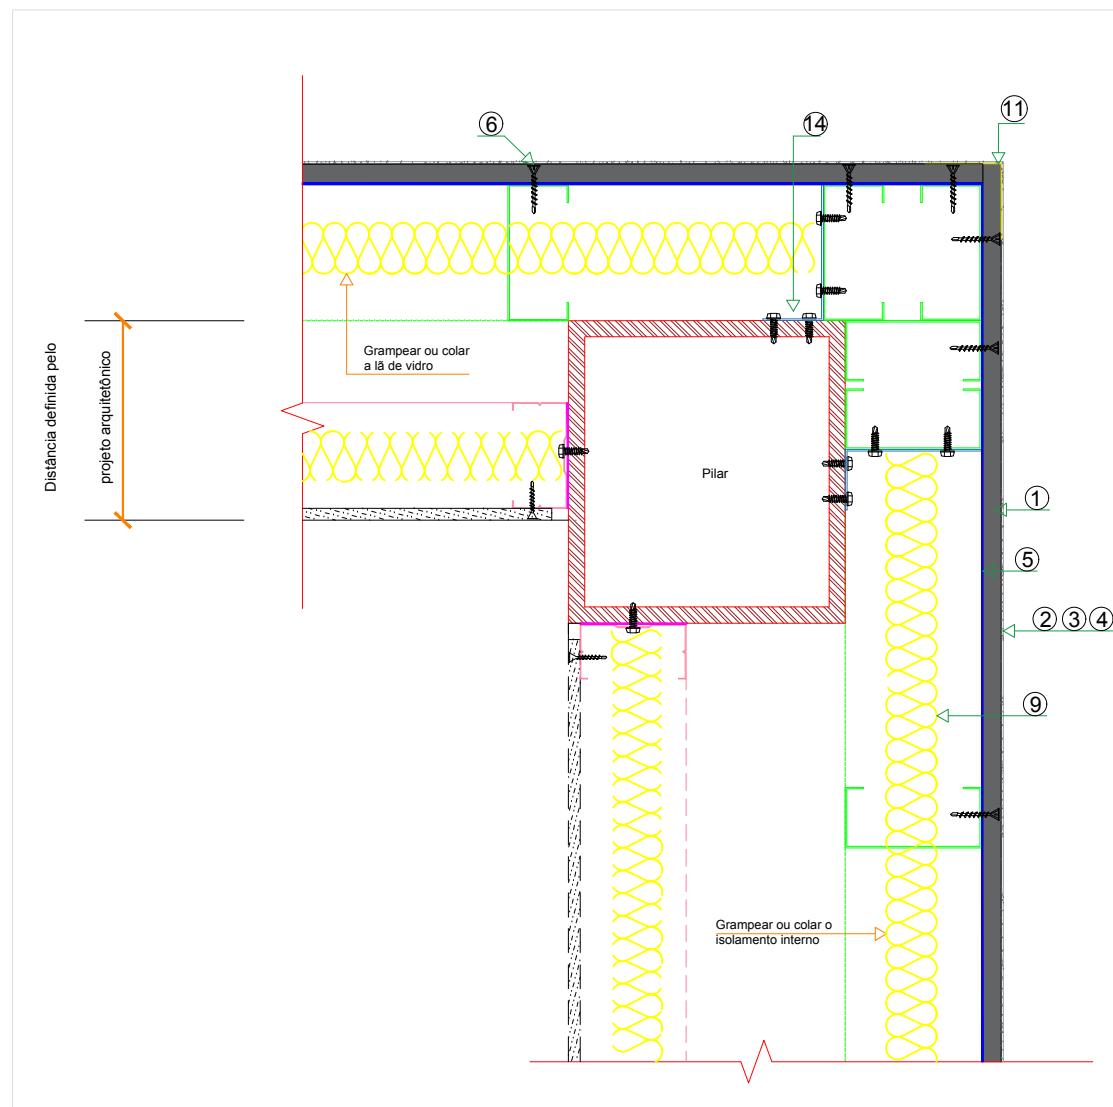 11
6
14
Grampear ou colar
a lã de vidro
Distância definida pelo
projeto arquitetônico
Pilar
1
5
2 3 4
9
Grampear ou colar o
isolamento interno